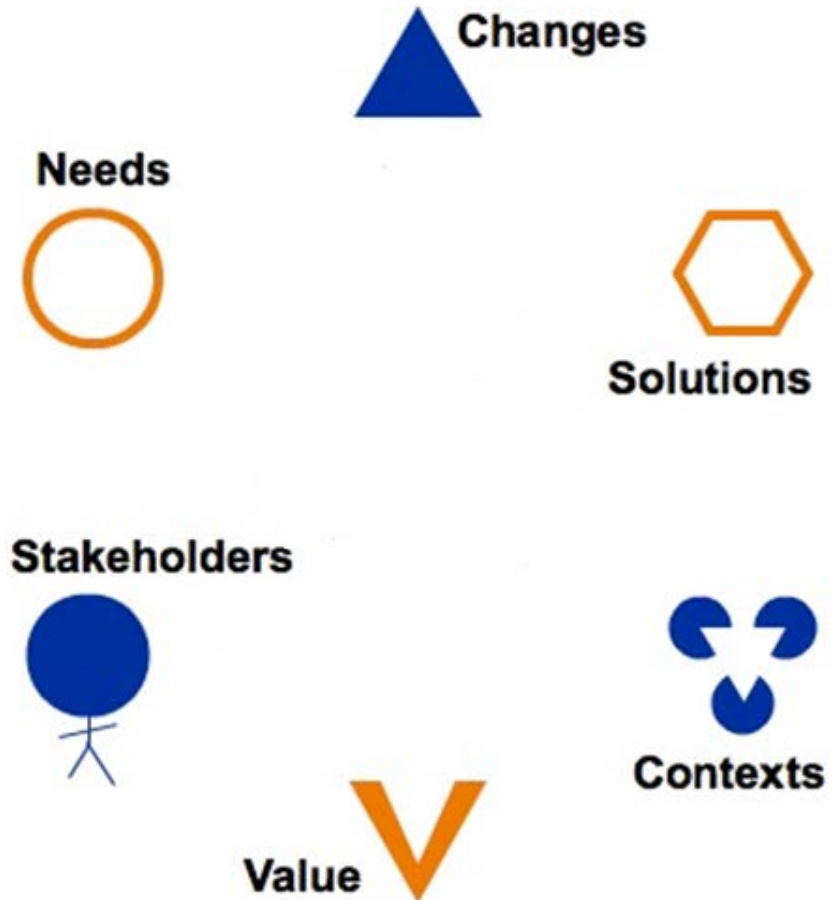 Changes
Needs
Solutions
Stakeholders
Contexts
Value